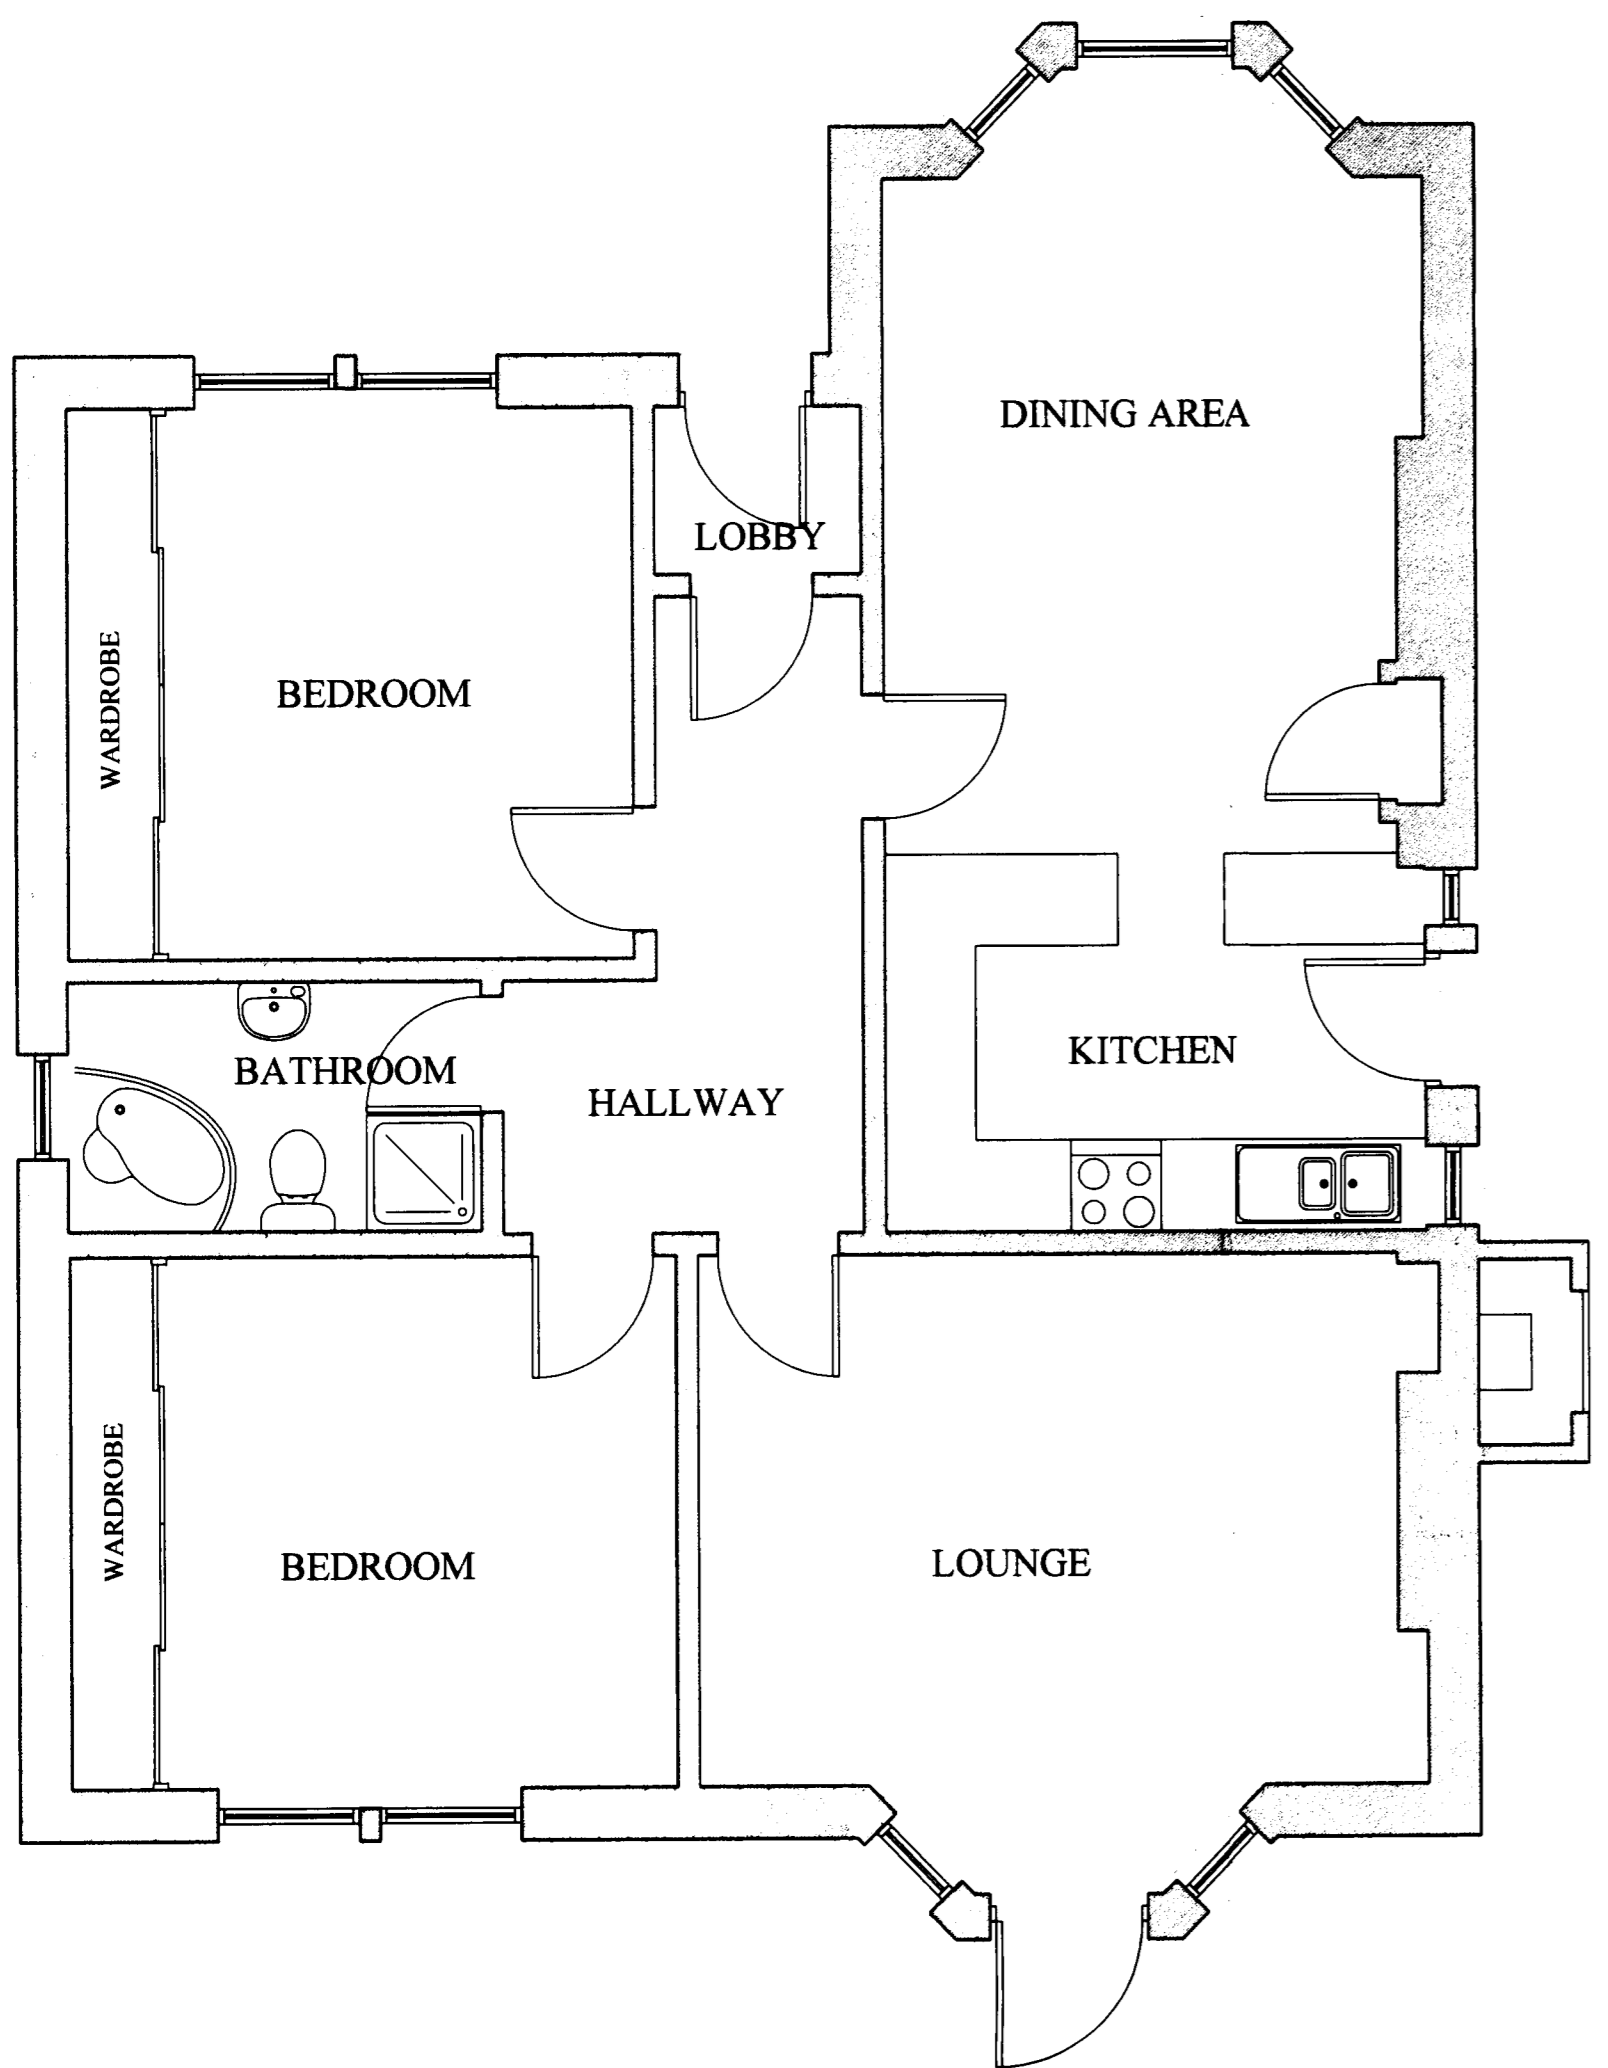 DINING AREA
LOBBY
WARDROBE
BEDROOM
KITCHEN
BATHROOM
HALLWAY
WARDROBE
BEDROOM
LOUNGE